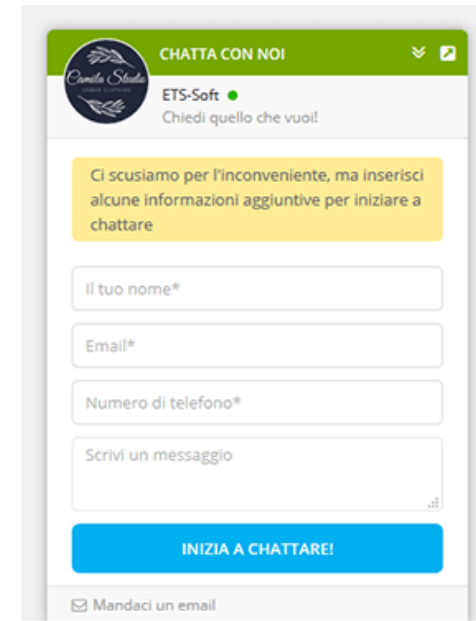 CHATTA CON NOI
Camila Studio
URBAN CLOTHING
ETS-Soft
Chiedi quello che vuoi!
Ci scusiamo per l'inconveniente, ma inserisci
alcune informazioni aggiuntive per iniziare a
chattare
Il tuo nome*
Email*
Numero di telefono*
Scrivi un messaggio
INIZIA A CHATTARE!
Mandaci un email